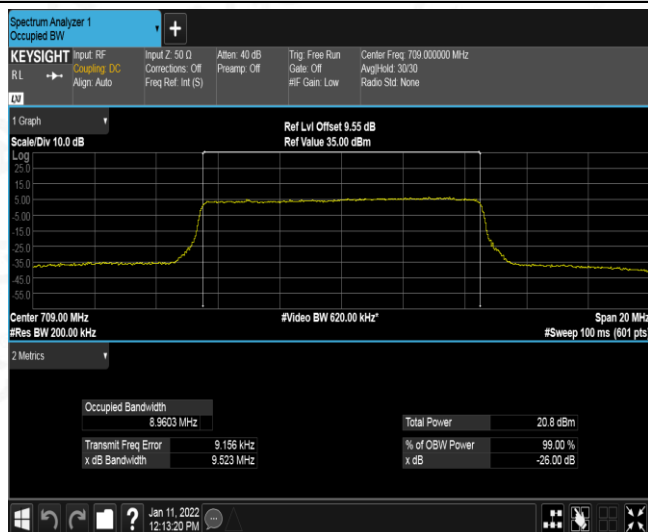 Spectrum Analyzer 1
Occupied BW
+
KEYSIGHT Input: RF Input Z: 50 Ω Atten: 40 dB Trig: Free Run Center Freq: 709.000000 MHz
RL Coupling: DC Corrections: Off Preamp: Off Gate: Off Avg|Hold: 30/30
Align: Auto Freq Ref: Int (S) #IF Gain: Low Radio Std: None
LXI
1 Graph Ref Lvl Offset 9.55 dB
Scale/Div 10.0 dB Ref Value 35.00 dBm
Log
25.0
15.0
5.00
-5.00
-15.0
-25.0
-35.0
-45.0
-55.0
Center 709.00 MHz #Video BW 620.00 kHz* Span 20 MHz
#Res BW 200.00 kHz #Sweep 100 ms (601 pts)
2 Metrics
Occupied Bandwidth
8.9603 MHz Total Power 20.8 dBm
Transmit Freq Error 9.156 kHz % of OBW Power 99.00 %
x dB Bandwidth 9.523 MHz x dB -26.00 dB
? Jan 11, 2022
12:13:20 PM